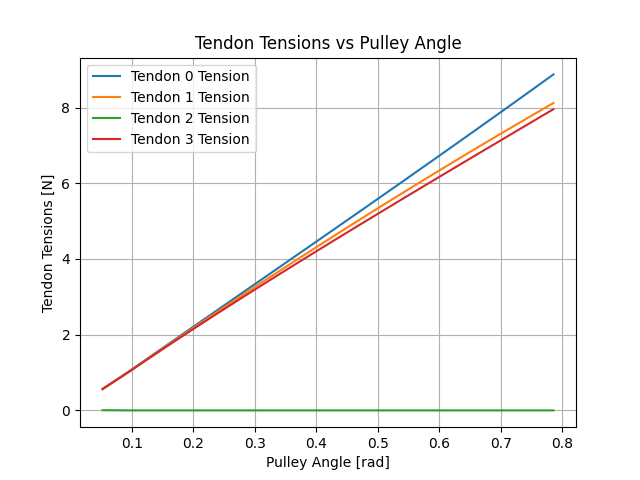 Tendon Tensions vs Pulley Angle
Tendon 0 Tension
Tendon 1 Tension
Tendon 2 Tension
Tendon 3 Tension
Tendon Tensions [N]
8
6
4
2
0
0.1 0.2 0.3 0.4 0.5 0.6 0.7 0.8
Pulley Angle [rad]